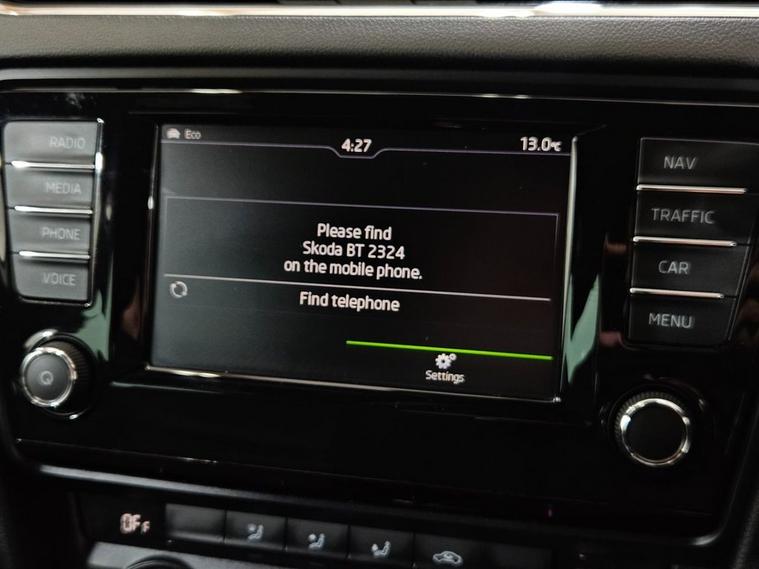 Eco
4:27
13.0°C
RADIO
MEDIA
PHONE
VOICE
Please find
Skoda BT 2324
on the mobile phone.
Find telephone
Settings
NAV
TRAFFIC
CAR
MENU
OFF